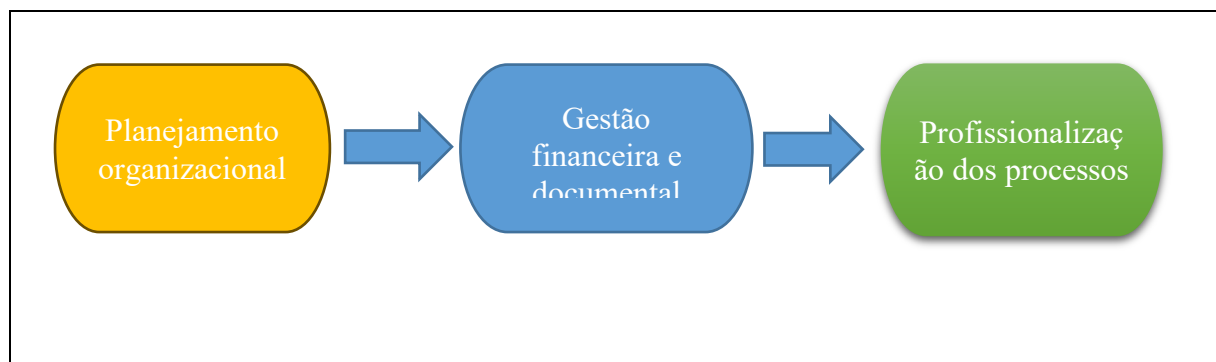 Planejamento
organizacional
Gestão
financeira e
documental
Profissionalizaç
ão dos processos